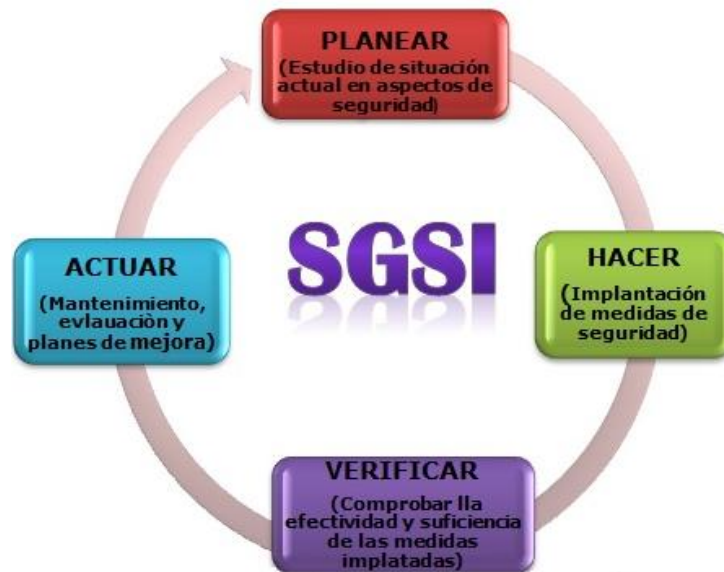 PLANEAR
(Estudio de situación
actual en aspectos de
seguridad)
SGSI
HACER
(Implantación
de medidas de
seguridad)
VERIFICAR
(Comprobar lla
efectividad y suficiencia
de las medidas
implatadas)
ACTUAR
(Mantenimiento,
evlauaciòn y
planes de mejora)